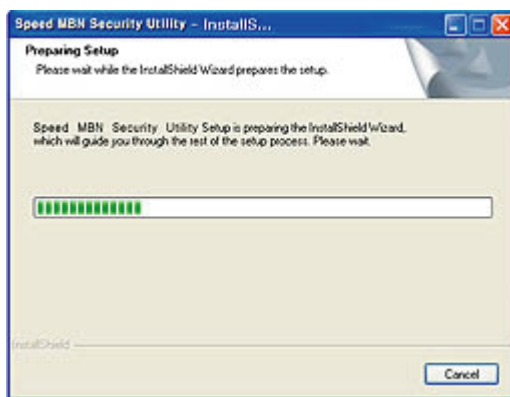 Speed MBN Security Utility - InstallS...
Preparing Setup
Please wait while the InstallShield Wizard prepares the setup.
Speed MBN Security Utility Setup is preparing the InstallShield Wizard,
which will guide you through the rest of the setup process. Please wait.
InstallShield
Cancel